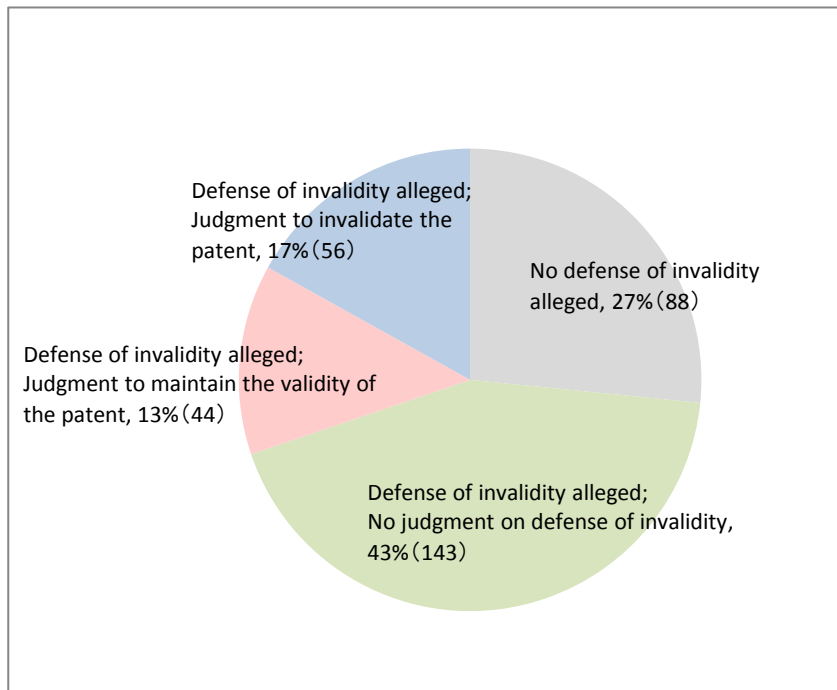 Defense of invalidity alleged;
Judgment to invalidate the
patent, 17%（56）
No defense of invalidity
alleged, 27%（88）
Defense of invalidity alleged;
Judgment to maintain the validity of
the patent, 13%（44）
Defense of invalidity alleged;
No judgment on defense of invalidity,
43%（143）